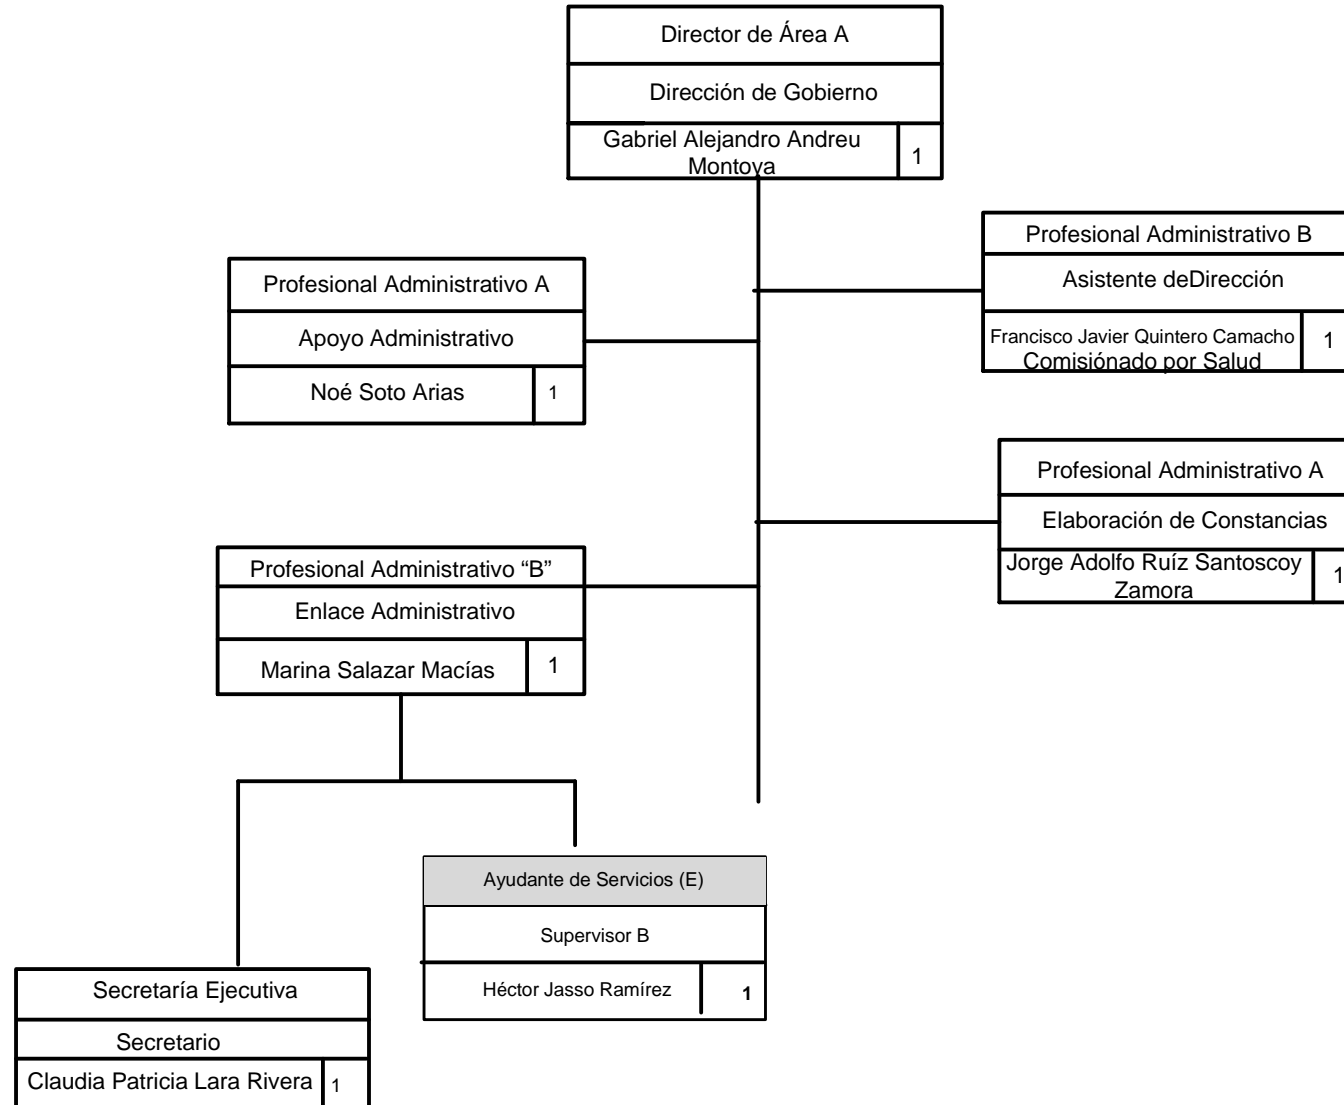 Director de Área A
Dirección de Gobierno
Gabriel Alejandro Andreu
Montoya
1
Profesional Administrativo B
Asistente deDirección
Francisco Javier Quintero Camacho
Comisiónado por Salud
1
Profesional Administrativo A
Apoyo Administrativo
Noé Soto Arias
1
Profesional Administrativo A
Elaboración de Constancias
Jorge Adolfo Ruíz Santoscoy
Zamora
1
Profesional Administrativo “B”
Enlace Administrativo
Marina Salazar Macías
1
Ayudante de Servicios (E)
Supervisor B
Héctor Jasso Ramírez
1
Secretaría Ejecutiva
Secretario
Claudia Patricia Lara Rivera
1